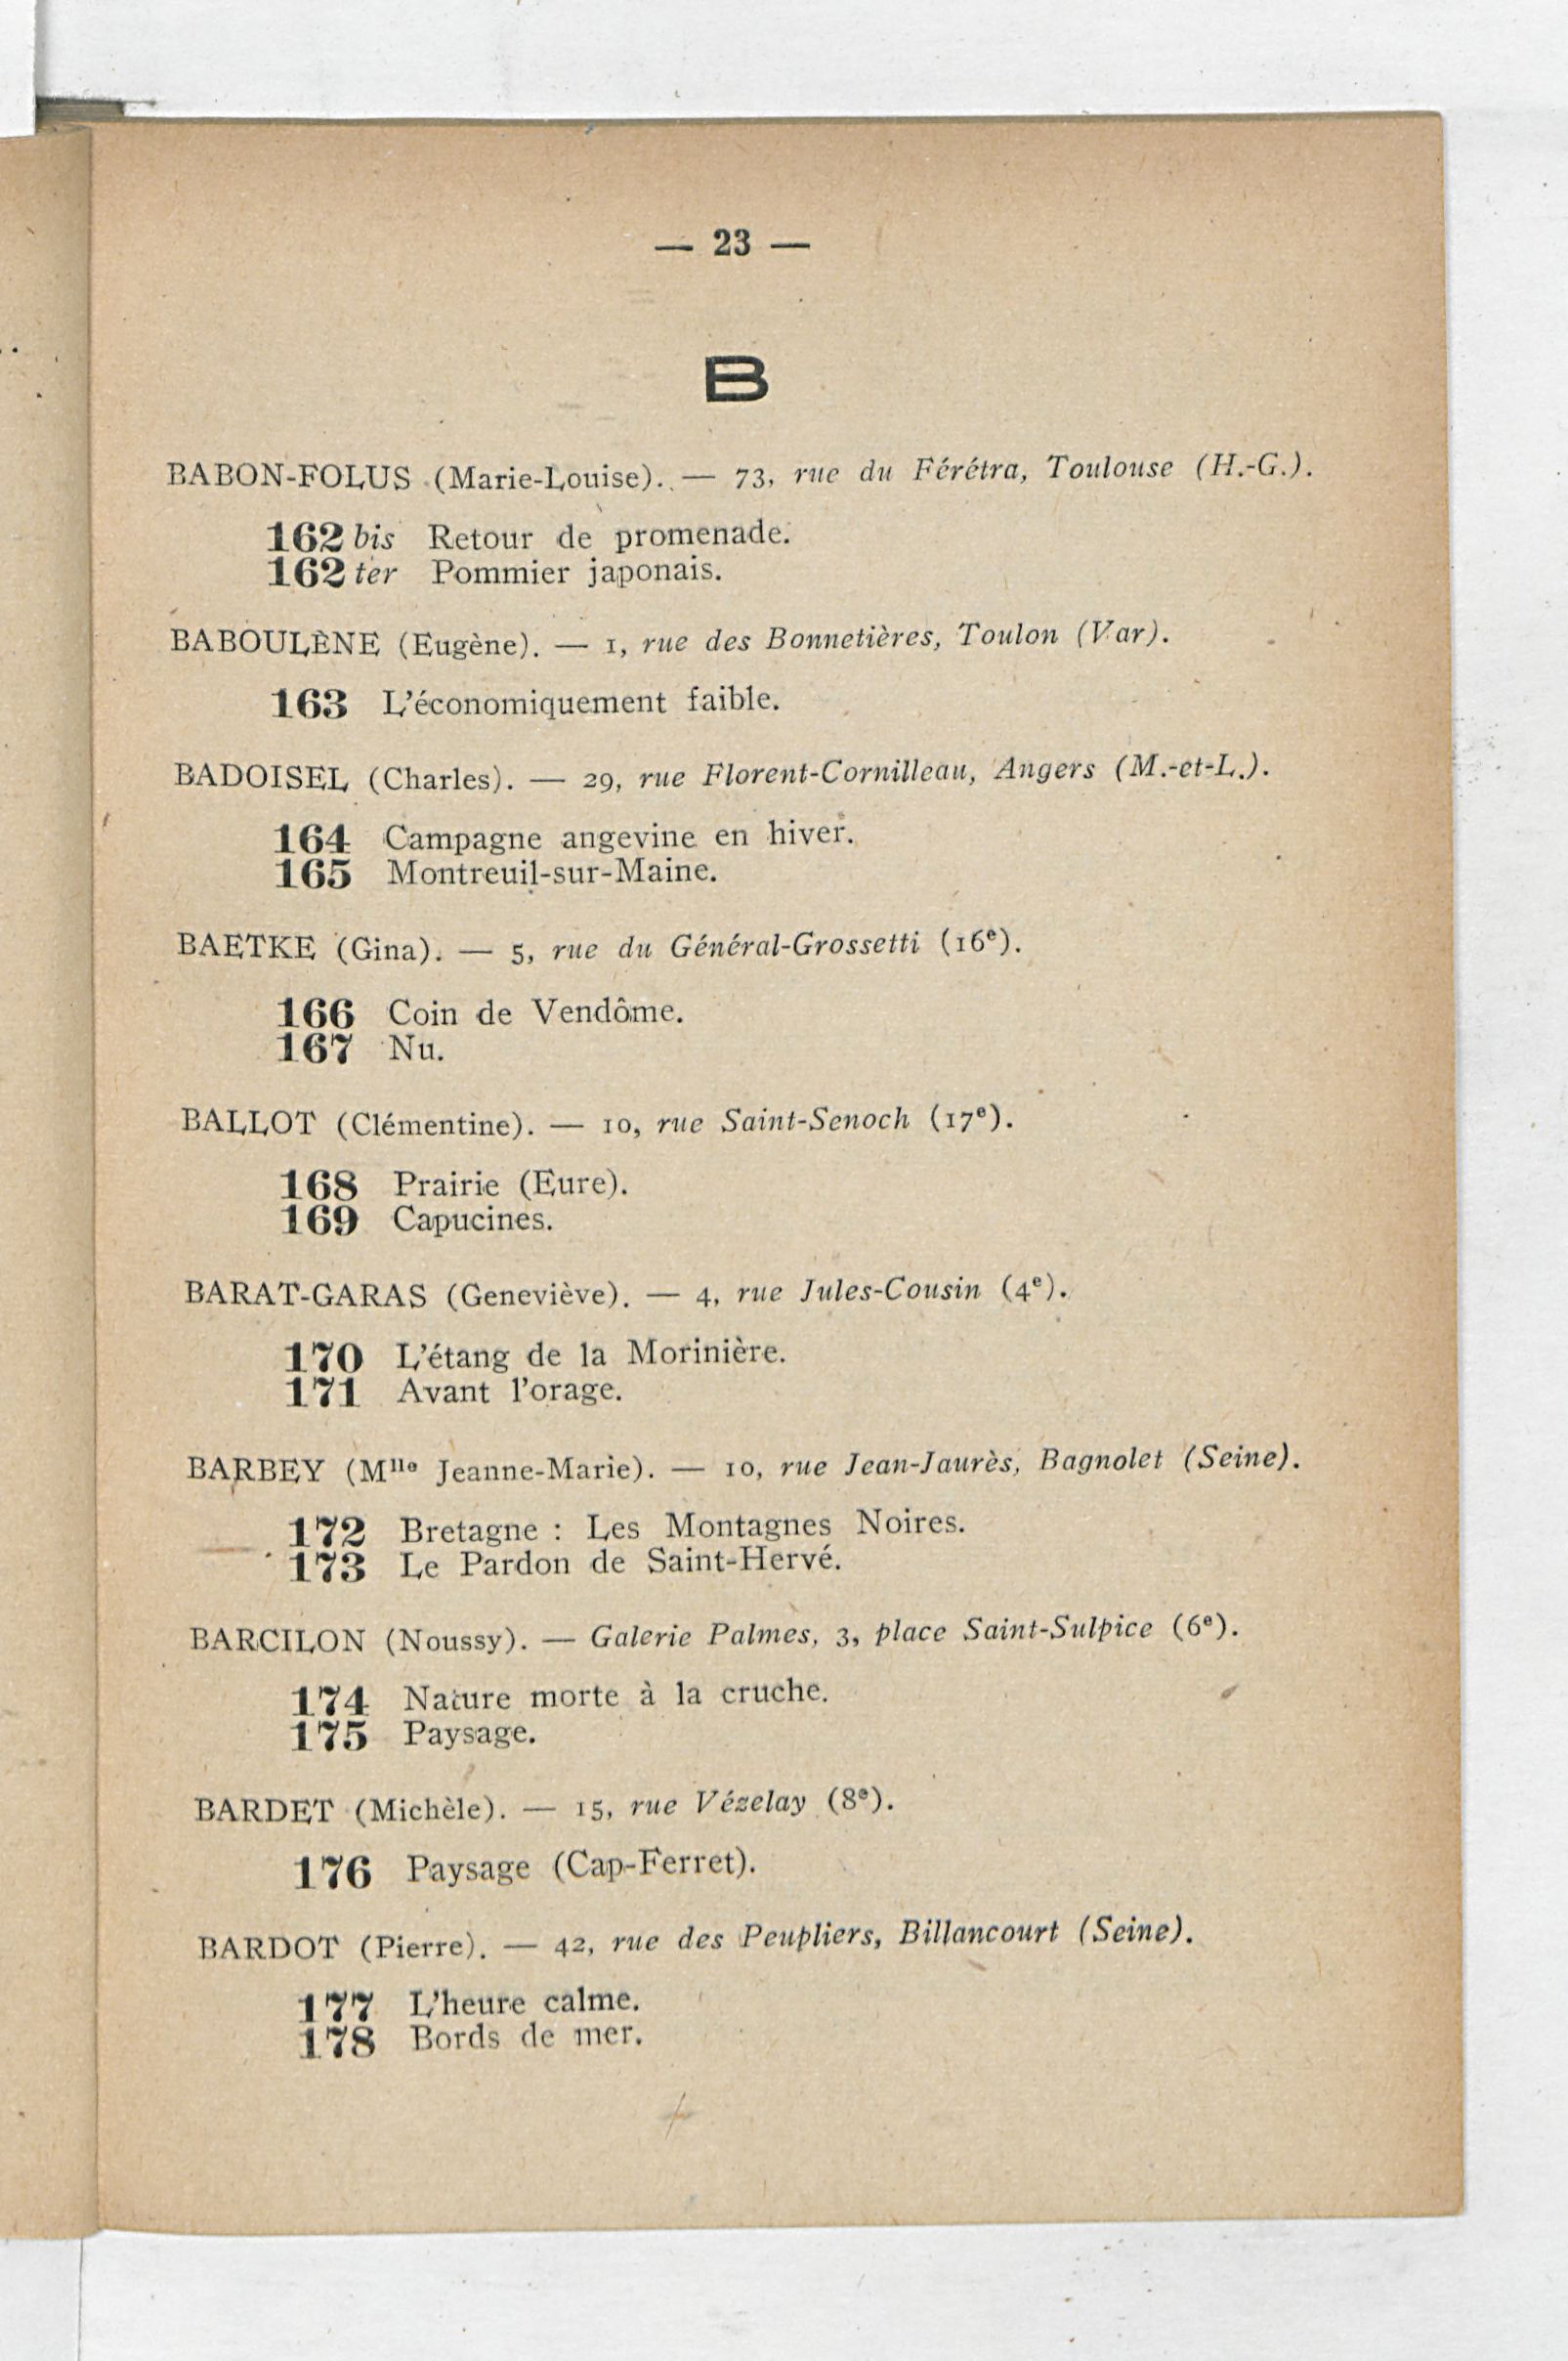 — 23 —
B
BABON-FOLUS (Marie-Louise). — 73, rue du Férétra, Toulouse (H.-G.).
162 bis Retour de promenade.
162 ter Pommier japonais.
BABOULÈNE (Eugène). — 1, rue des Bonnetières, Toulon (Var).
163 L'économiquement faible.
BADOISEL (Charles). — 29, rue Florent-Cornilleau, Angers (M.-et-L.).
164 Campagne angevine en hiver.
165 Montreuil-sur-Maine.
BAETKE (Gina). — 5, rue du Général-Grossetti (16e).
166 Coin de Vendôme.
167 Nu.
BALLOT (Clémentine). — 10, rue Saint-Senoch (17e).
168 Prairie (Eure).
169 Capucines.
BARAT-GARAS (Geneviève). — 4, rue Jules-Cousin (4e).
170 L'étang de la Morinière.
171 Avant l'orage.
BARBEY (Mlle Jeanne-Marie). — 10, rue Jean-Jaurès, Bagnolet (Seine).
172 Bretagne : Les Montagnes Noires.
173 Le Pardon de Saint-Hervé.
BARCILON (Noussy). — Galerie Palmes, 3, place Saint-Sulpice (6e).
174 Nature morte à la cruche.
175 Paysage.
BARDET (Michèle). — 15, rue Vézelay (8e).
176 Paysage (Cap-Ferret).
BARDOT (Pierre). — 42, rue des Peupliers, Billancourt (Seine).
177 L'heure calme.
178 Bords de mer.